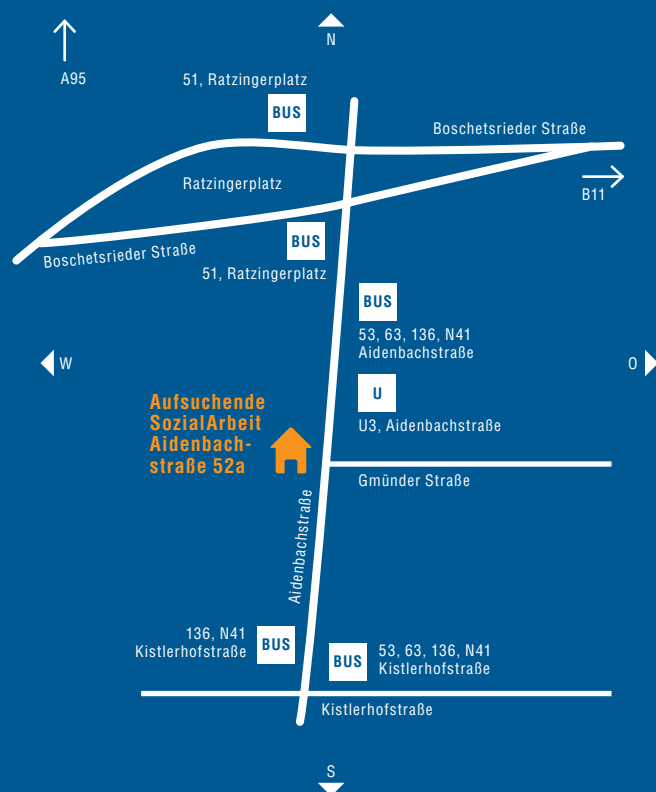 N
A95
51, Ratzingerplatz
BUS
Boschetsrieder Straße
Ratzingerplatz
B11
BUS
Boschetsrieder Straße
51, Ratzingerplatz
BUS
53, 63, 136, N41
Aidenbachstraße
W
O
U
U3, Aidenbachstraße
Aufsuchende
SozialArbeit
Aidenbach-
straße 52a
Gmünder Straße
Aidenbachstraße
136, N41
Kistlerhofstraße
BUS
BUS
53, 63, 136, N41
Kistlerhofstraße
Kistlerhofstraße
S